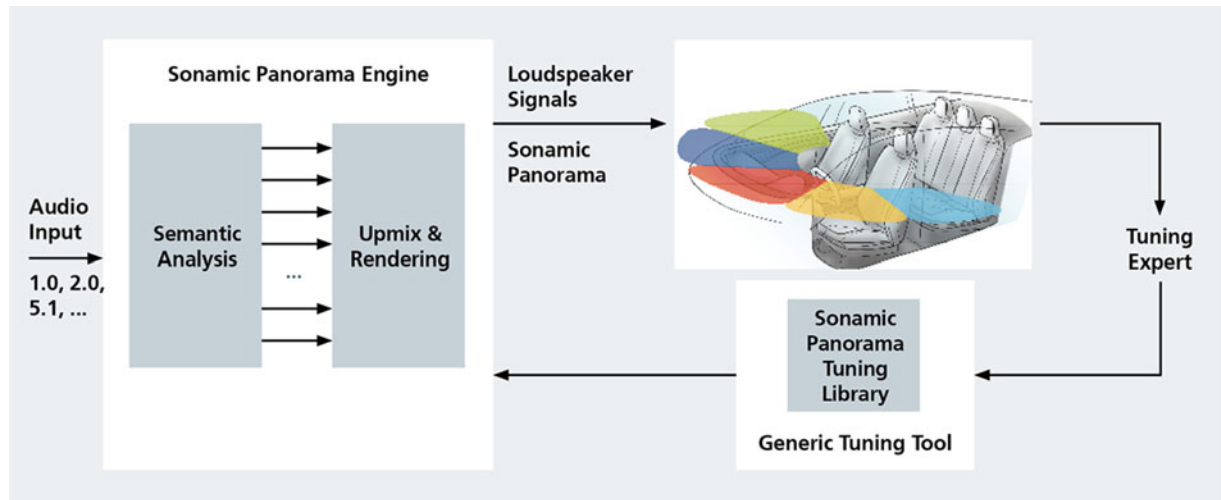 Sonamic Panorama Engine
Audio
Input
1.0, 2.0,
5.1, ...
Semantic
Analysis
...
Upmix &
Rendering
Loudspeaker
Signals
Sonamic
Panorama
Tuning
Expert
Sonamic
Panorama
Tuning
Library
Generic Tuning Tool